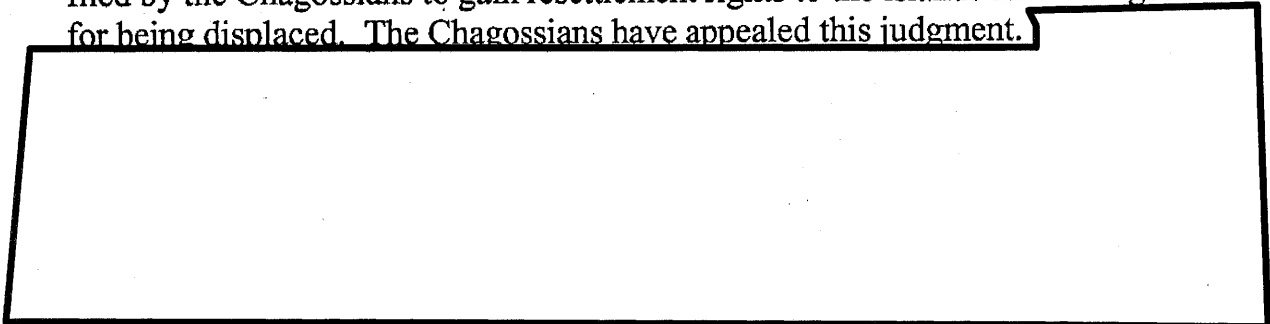 filed by the Chagossians to gain resettlement rights to the
for being displaced. The Chagossians have appealed this judgment.